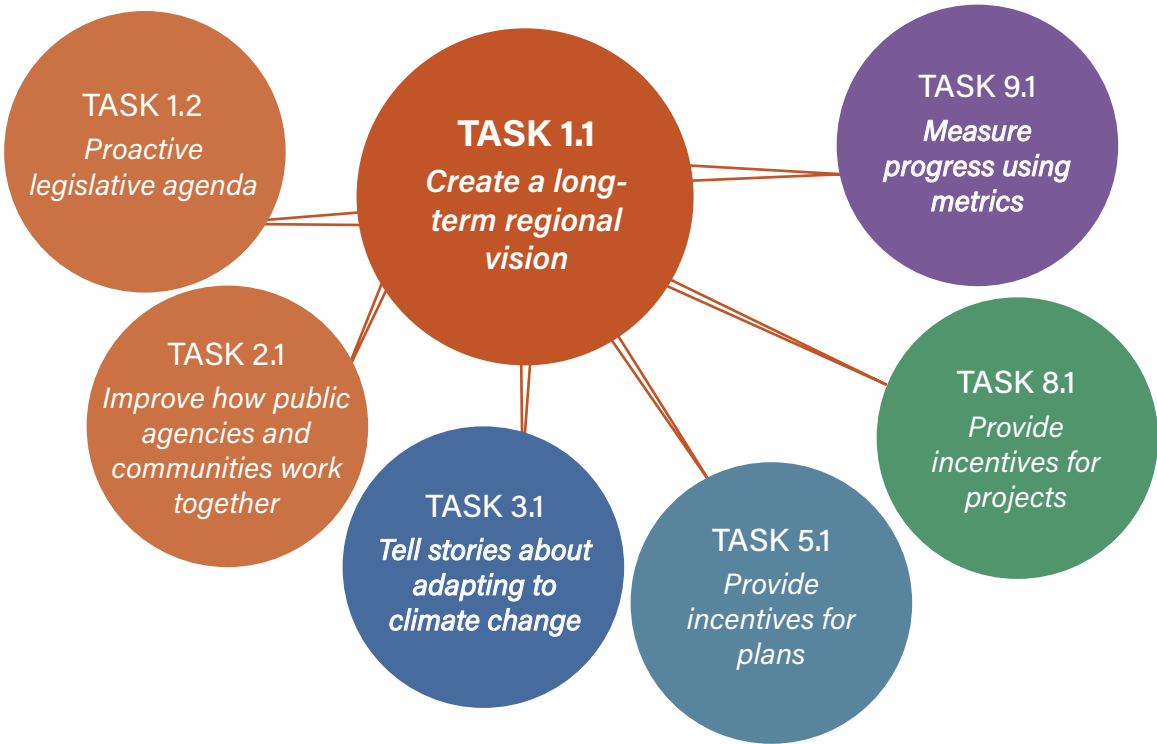 TASK 1.1
Create a long-
term regional
vision
TASK 1.2
Proactive
legislative agenda
TASK 2.1
Improve how public
agencies and
communities work
together
TASK 3.1
Tell stories about
adapting to
climate change
TASK 5.1
Provide
incentives for
plans
TASK 8.1
Provide
incentives for
projects
TASK 9.1
Measure
progress using
metrics